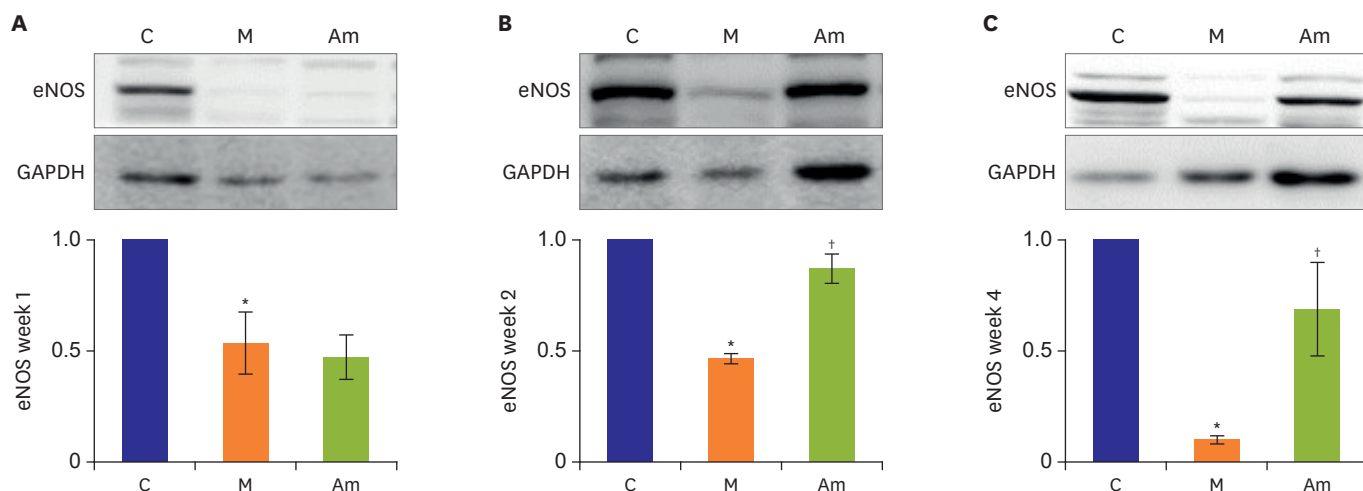 A
C M Am
eNOS
GAPDH
1.0
0.5
0
eNOS week 1
*
C M Am
B
C M Am
eNOS
GAPDH
1.0
0.5
0
eNOS week 2
*
†
C M Am
C
C M Am
eNOS
GAPDH
1.0
0.5
0
eNOS week 4
*
†
C M Am